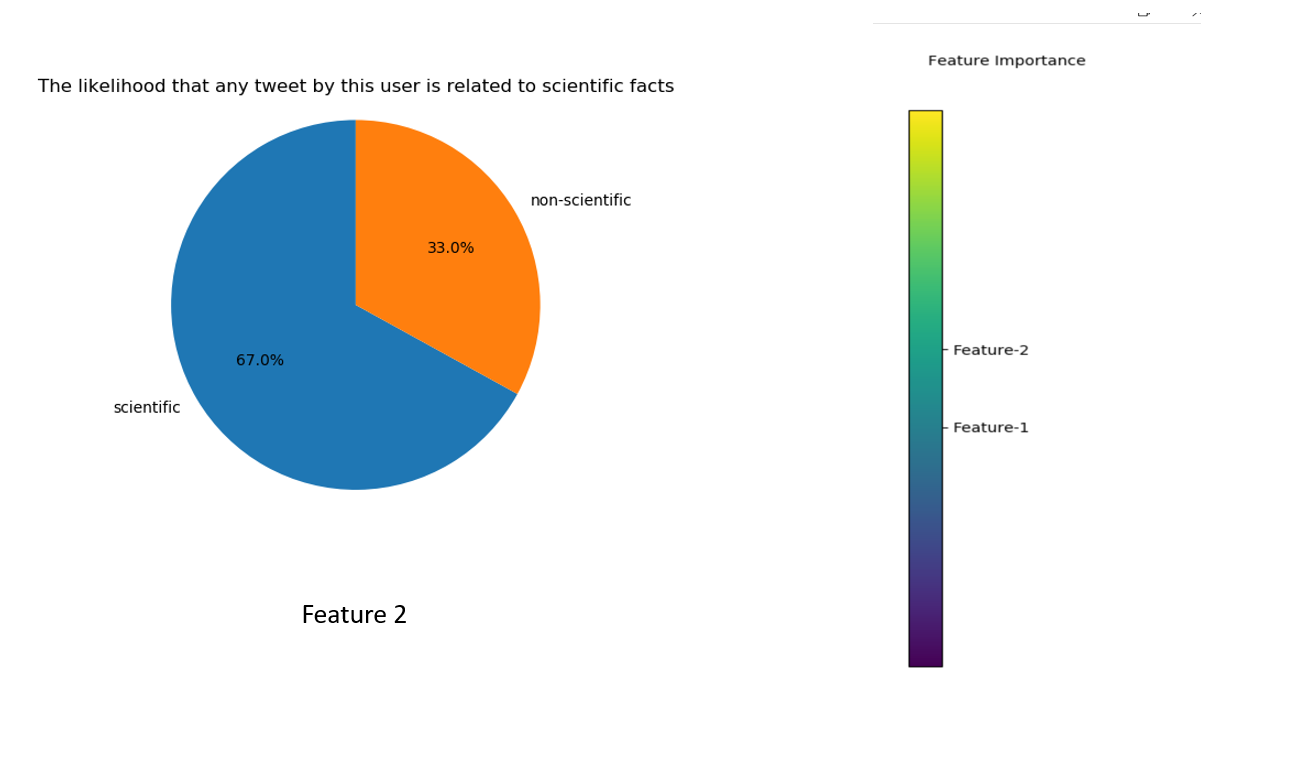 The likelihood that any tweet by this user is related to scientific facts
non-scientific
33.0%
67.0%
scientific
Feature 2
Feature Importance
Feature-2
Feature-1